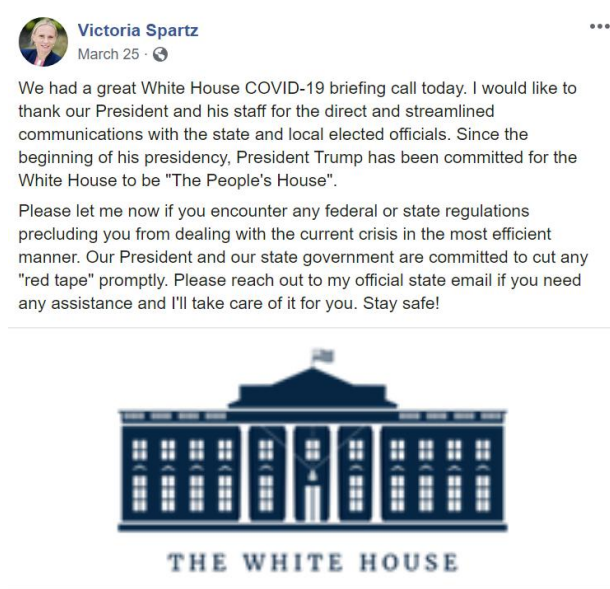 Victoria Spartz
March 25 ·
We had a great White House COVID-19 briefing call today. I would like to
thank our President and his staff for the direct and streamlined
communications with the state and local elected officials. Since the
beginning of his presidency, President Trump has been committed for the
White House to be "The People's House".
Please let me now if you encounter any federal or state regulations
precluding you from dealing with the current crisis in the most efficient
manner. Our President and our state government are committed to cut any
"red tape" promptly. Please reach out to my official state email if you need
any assistance and I'll take care of it for you. Stay safe!
THE WHITE HOUSE